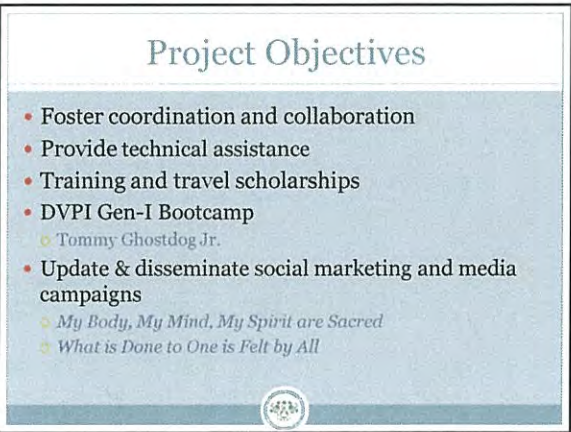 Project Objectives
• Foster coordination and collaboration
• Provide technical assistance
• Training and travel scholarships
• DVPI Gen-I Bootcamp
Tommy Ghostdog Jr.
• Update & disseminate social marketing and media
campaigns
My Body, My Mind, My Spirit are Sacred
What is Done to One is Felt by All